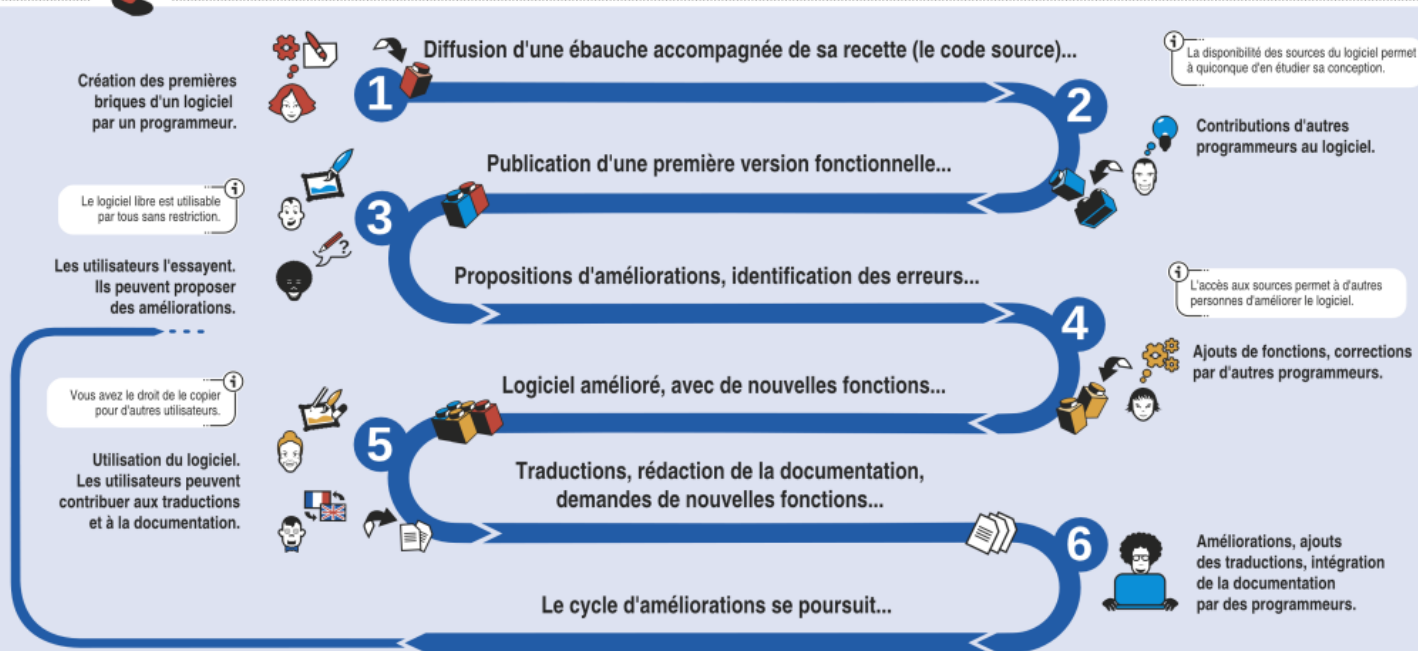 Diffusion d'une ébauche accompagnée de sa recette (le code source)...
Création des premières
briques d'un logiciel
par un programmeur.
1
i
La disponibilité des sources du logiciel permet
à quiconque d'en étudier sa conception.
2
Contributions d'autres
programmeurs au logiciel.
Publication d'une première version fonctionnelle...
i
Le logiciel libre est utilisable
par tous sans restriction.
3
?
Les utilisateurs l'essayent.
Ils peuvent proposer
des améliorations.
Propositions d'améliorations, identification des erreurs...
i
L'accès aux sources permet à d'autres
personnes d'améliorer le logiciel.
4
Ajouts de fonctions, corrections
par d'autres programmeurs.
Logiciel amélioré, avec de nouvelles fonctions...
i
Vous avez le droit de le copier
pour d'autres utilisateurs.
5
Utilisation du logiciel.
Les utilisateurs peuvent
contribuer aux traductions
et à la documentation.
Traductions, rédaction de la documentation,
demandes de nouvelles fonctions...
6
Améliorations, ajouts
des traductions, intégration
de la documentation
par des programmeurs.
Le cycle d'améliorations se poursuit...